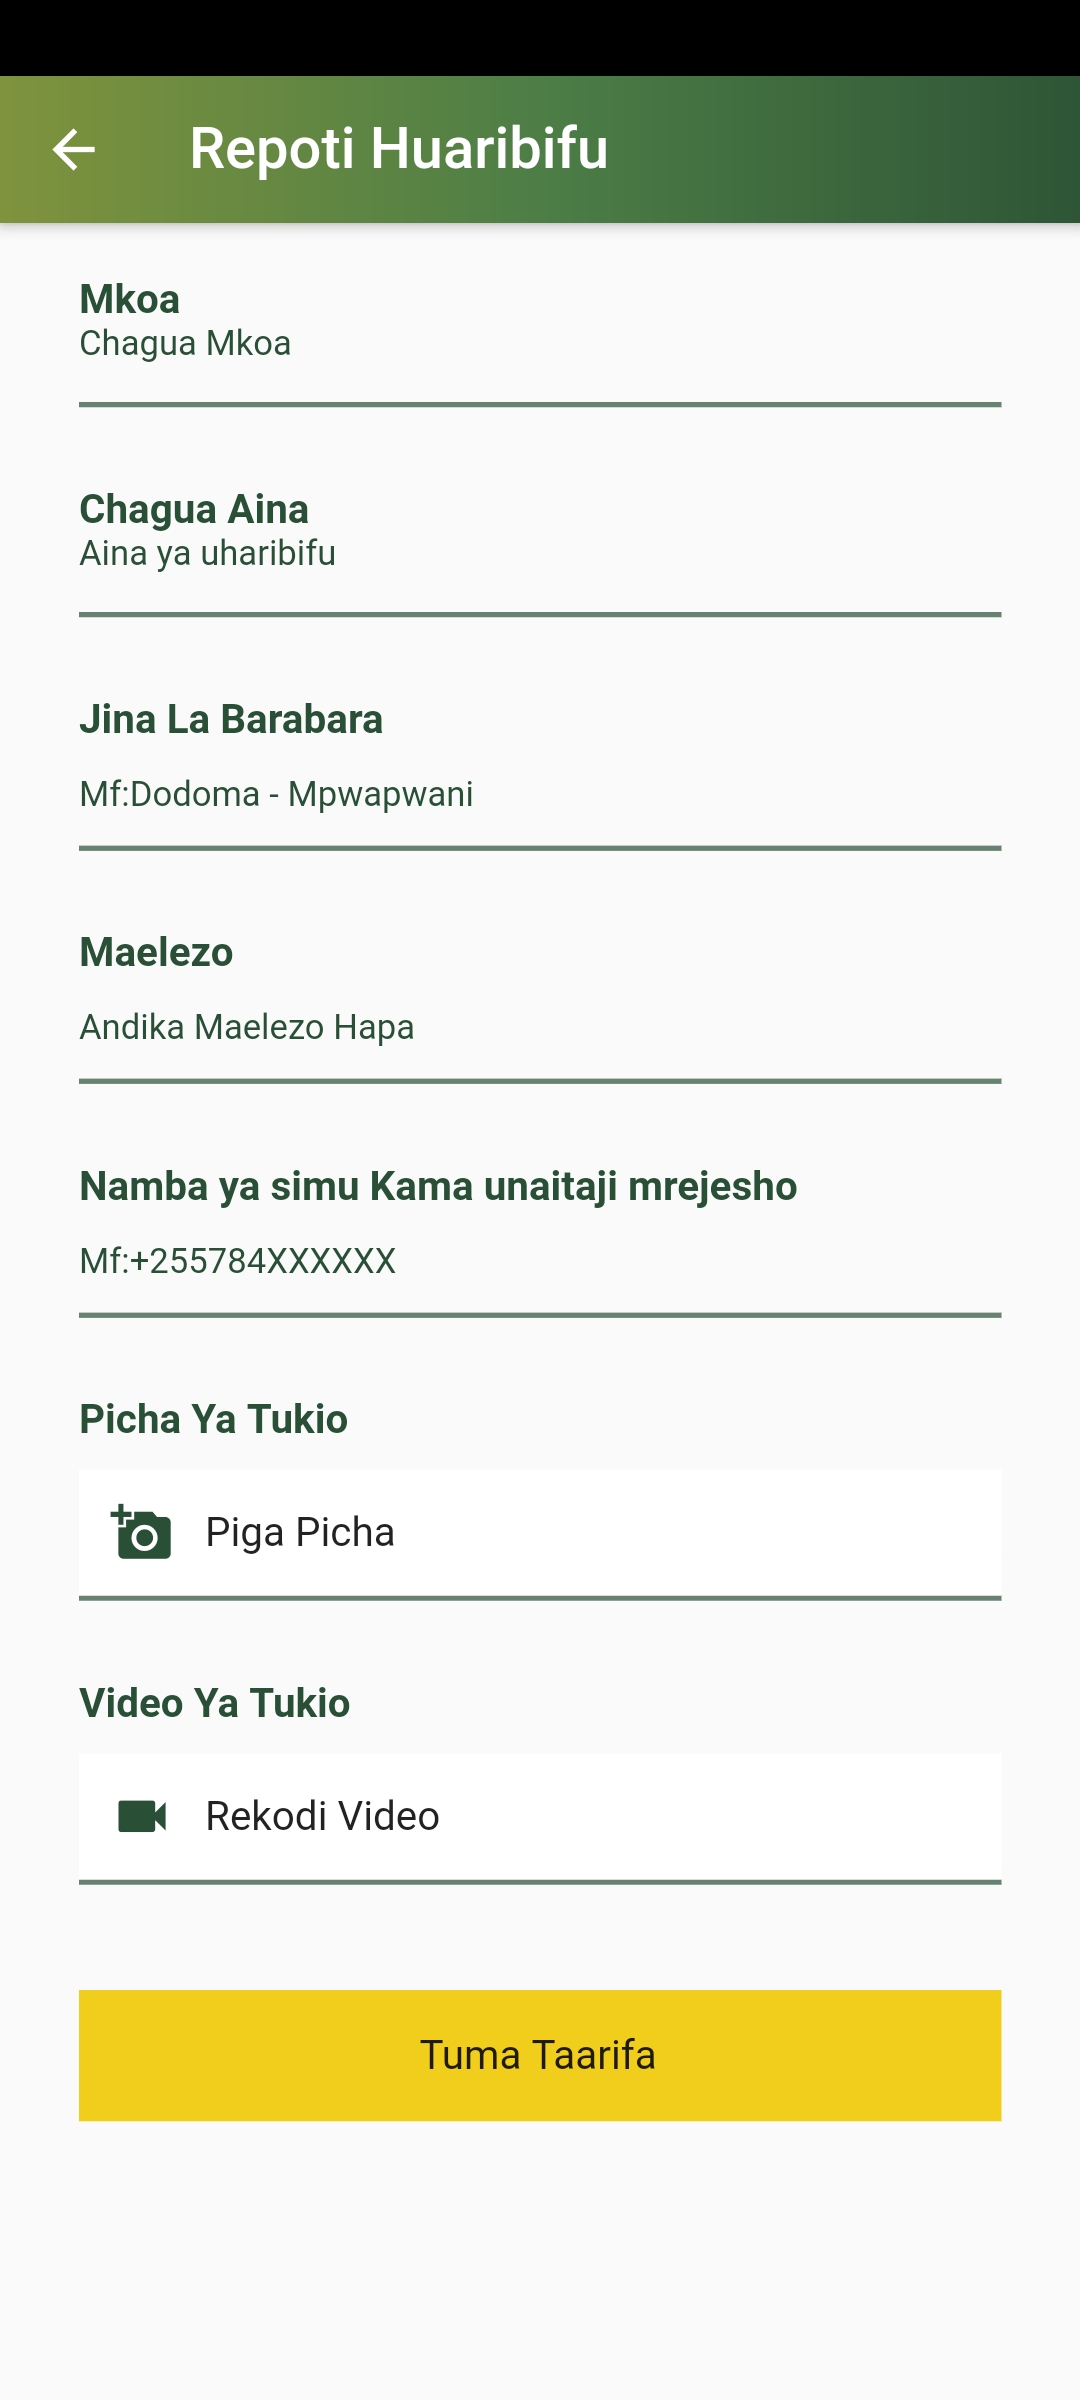 Repoti Huaribifu
Mkoa
Chagua Mkoa
Chagua Aina
Aina ya uharibifu
Jina La Barabara
Mf:Dodoma - Mpwapwani
Maelezo
Andika Maelezo Hapa
Namba ya simu Kama unaitaji mrejesho
Mf:+255784XXXXXX
Picha Ya Tukio
Piga Picha
Video Ya Tukio
Rekodi Video
Tuma Taarifa